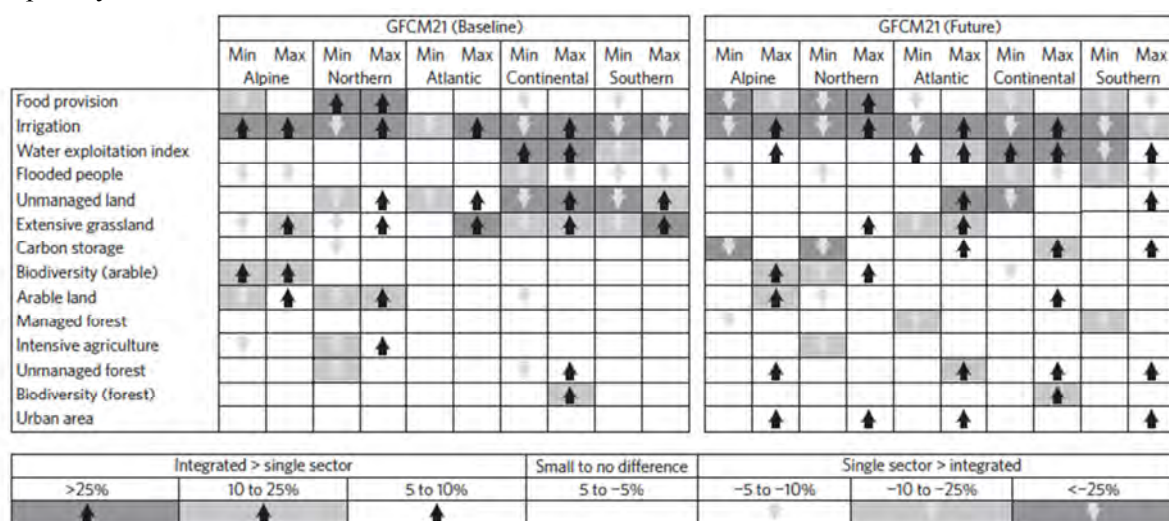 GFCM21 (Baseline) GFCM21 (Future)
Min Max Min Max Min Max Min Max Min Max Min Max Min Max Min Max Min Max Min Max
Alpine Northern Atlantic Continental Southern Alpine Northern Atlantic Continental Southern
Food provision
Irrigation
Water exploitation index
Flooded people
Unmanaged land
Extensive grassland
Carbon storage
Biodiversity (arable)
Arable land
Managed forest
Intensive agriculture
Unmanaged forest
Biodiversity (forest)
Urban area
Integrated > single sector Small to no difference Single sector > integrated
>25% 10 to 25% 5 to 10% 5 to −5% −5 to −10% −10 to −25% <−25%